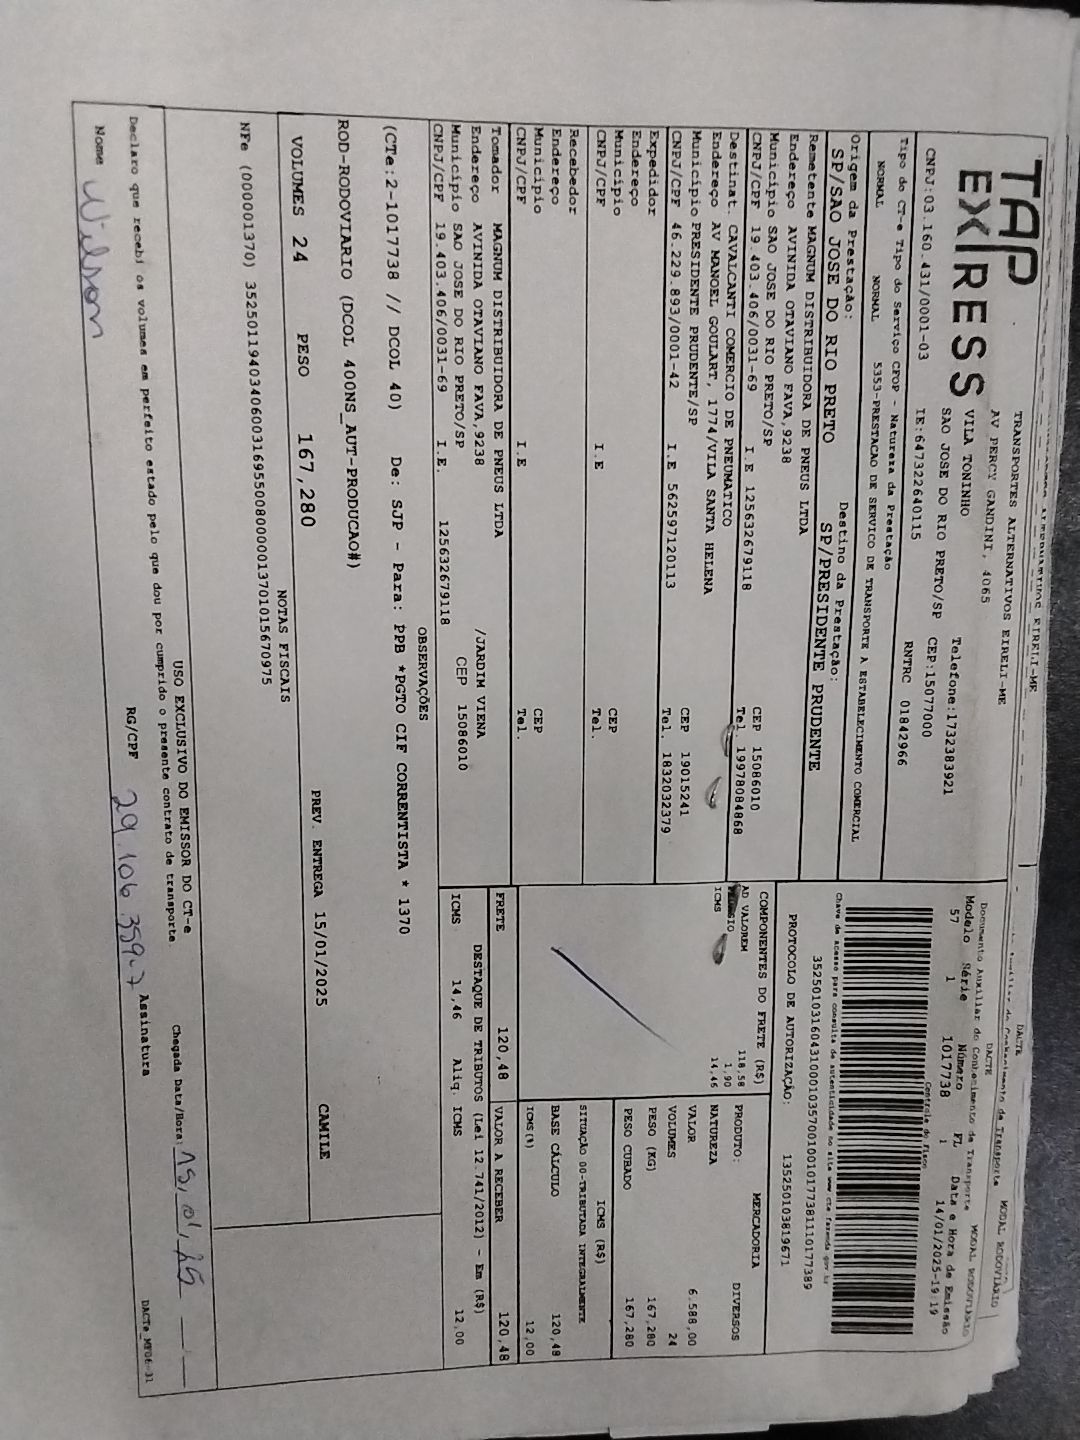 TAP
EXPRESS
TRANSPORTES ALTERNATIVOS EIRELI-ME
AV PERCY GANDINI, 4065
VILA TONINHO Telefone:1732383921
SAO JOSE DO RIO PRETO/SP CEP:15077000
CNPJ:03.160.431/0001-03 IE:647322640115 RNTRC 01842966
DACTE MODAL RODOVIÁRIO
Documento Auxiliar do Conhecimento de Transporte
Modelo Série Número FL Data e Hora de Emissão
57 1 1017738 1 14/01/2025-19:19
Controle do fisco
Chave de acesso para consulta de autenticidade no site www.cte.fazenda.gov.br
35250103160431000103570010010177381110177389
PROTOCOLO DE AUTORIZAÇÃO: 135250103819671
Tipo do CT-e Tipo do Serviço CFOP - Natureza da Prestação
NORMAL NORMAL 5353-PRESTACAO DE SERVICO DE TRANSPORTE A ESTABELECIMENTO COMERCIAL
Origem da Prestação: Destino da Prestação:
SP/SAO JOSE DO RIO PRETO SP/PRESIDENTE PRUDENTE
Remetente MAGNUM DISTRIBUIDORA DE PNEUS LTDA
Endereço AVINIDA OTAVIANO FAVA,9238
Município SAO JOSE DO RIO PRETO/SP CEP 15086010
CNPJ/CPF 19.403.406/0031-69 I.E 125632679118 Tel. 19978084868
Destinat. CAVALCANTI COMERCIO DE PNEUMATICO
Endereço AV MANOEL GOULART, 1774/VILA SANTA HELENA
Município PRESIDENTE PRUDENTE/SP CEP 19015241
CNPJ/CPF 46.229.893/0001-42 I.E 562597120113 Tel. 1832032379
Expedidor
Endereço
Município CEP
CNPJ/CPF I.E Tel.
Recebedor
Endereço
Município CEP
CNPJ/CPF I.E Tel.
Tomador MAGNUM DISTRIBUIDORA DE PNEUS LTDA
Endereço AVINIDA OTAVIANO FAVA,9238 /JARDIM VIENA
Município SAO JOSE DO RIO PRETO/SP CEP 15086010
CNPJ/CPF 19.403.406/0031-69 I.E. 125632679118
COMPONENTES DO FRETE (R$)
118,58
AD VALOREM 1,90
ICMS 14,46
MERCADORIA
PRODUTO: DIVERSOS
NATUREZA
VALOR 6.588,00
VOLUMES 24
PESO (KG) 167,280
PESO CUBADO 167,280
ICMS (R$)
SITUAÇÃO 00-TRIBUTADA INTEGRALMENTE
BASE CÁLCULO 120,48
ICMS(%) 12,00
FRETE 120,48 VALOR A RECEBER 120,48
DESTAQUE DE TRIBUTOS (Lei 12.741/2012) - Em (R$)
ICMS 14,46 Aliq. ICMS 12,00
OBSERVAÇÕES
(CTe:2-1017738 // DCOL 40) De: SJP - Para: PPB *PGTO CIF CORRENTISTA * 1370
ROD-RODOVIARIO (DCOL 400NS_AUT-PRODUCAO#)
VOLUMES 24 PESO 167,280 PREV. ENTREGA 15/01/2025 CAMILE
NOTAS FISCAIS
NFe (000001370) 35250119403406003169550080000013701015670975
USO EXCLUSIVO DO EMISSOR DO CT-e
Declaro que recebi os volumes em perfeito estado pelo que dou por cumprido o presente contrato de transporte. Chegada Data/Hora: 15/01/25
Nome Wilson RG/CPF 29.106.359-7 Assinatura
DACTe_MF06-J1